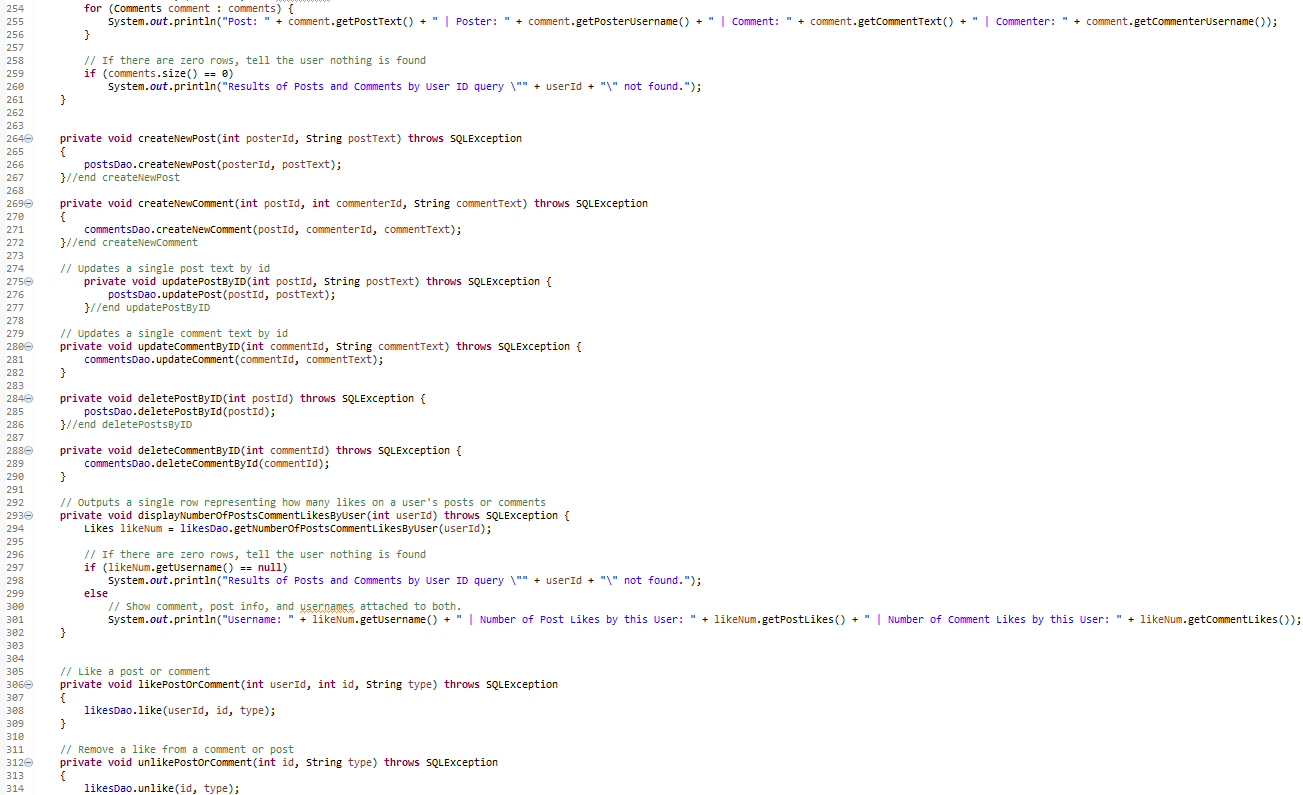 254 for (Comments comment : comments) {
255 System.out.println("Post: " + comment.getPostText() + " | Poster: " + comment.getPosterUsername() + " | Comment: " + comment.getCommentText() + " | Commenter: " + comment.getCommenterUsername());
256 }
257
258 // If there are zero rows, tell the user nothing is found
259 if (comments.size() == 0)
260 System.out.println("Results of Posts and Comments by User ID query \"" + userId + "\" not found.");
261 }
262
263
264 private void createNewPost(int posterId, String postText) throws SQLException
265 {
266 postsDao.createNewPost(posterId, postText);
267 }//end createNewPost
268
269 private void createNewComment(int postId, int commenterId, String commentText) throws SQLException
270 {
271 commentsDao.createNewComment(postId, commenterId, commentText);
272 }//end createNewComment
273
274 // Updates a single post text by id
275 private void updatePostByID(int postId, String postText) throws SQLException {
276 postsDao.updatePost(postId, postText);
277 }//end updatePostByID
278
279 // Updates a single comment text by id
280 private void updateCommentByID(int commentId, String commentText) throws SQLException {
281 commentsDao.updateComment(commentId, commentText);
282 }
283
284 private void deletePostByID(int postId) throws SQLException {
285 postsDao.deletePostById(postId);
286 }//end deletePostsByID
287
288 private void deleteCommentByID(int commentId) throws SQLException {
289 commentsDao.deleteCommentById(commentId);
290 }
291
292 // Outputs a single row representing how many likes on a user's posts or comments
293 private void displayNumberOfPostsCommentLikesByUser(int userId) throws SQLException {
294 Likes likeNum = likesDao.getNumberOfPostsCommentLikesByUser(userId);
295
296 // If there are zero rows, tell the user nothing is found
297 if (likeNum.getUsername() == null)
298 System.out.println("Results of Posts and Comments by User ID query \"" + userId + "\" not found.");
299 else
300 // Show comment, post info, and usernames attached to both.
301 System.out.println("Username: " + likeNum.getUsername() + " | Number of Post Likes by this User: " + likeNum.getPostLikes() + " | Number of Comment Likes by this User: " + likeNum.getCommentLikes());
302 }
303
304
305 // Like a post or comment
306 private void likePostOrComment(int userId, int id, String type) throws SQLException
307 {
308 likesDao.like(userId, id, type);
309 }
310
311 // Remove a like from a comment or post
312 private void unlikePostOrComment(int id, String type) throws SQLException
313 {
314 likesDao.unlike(id, type);